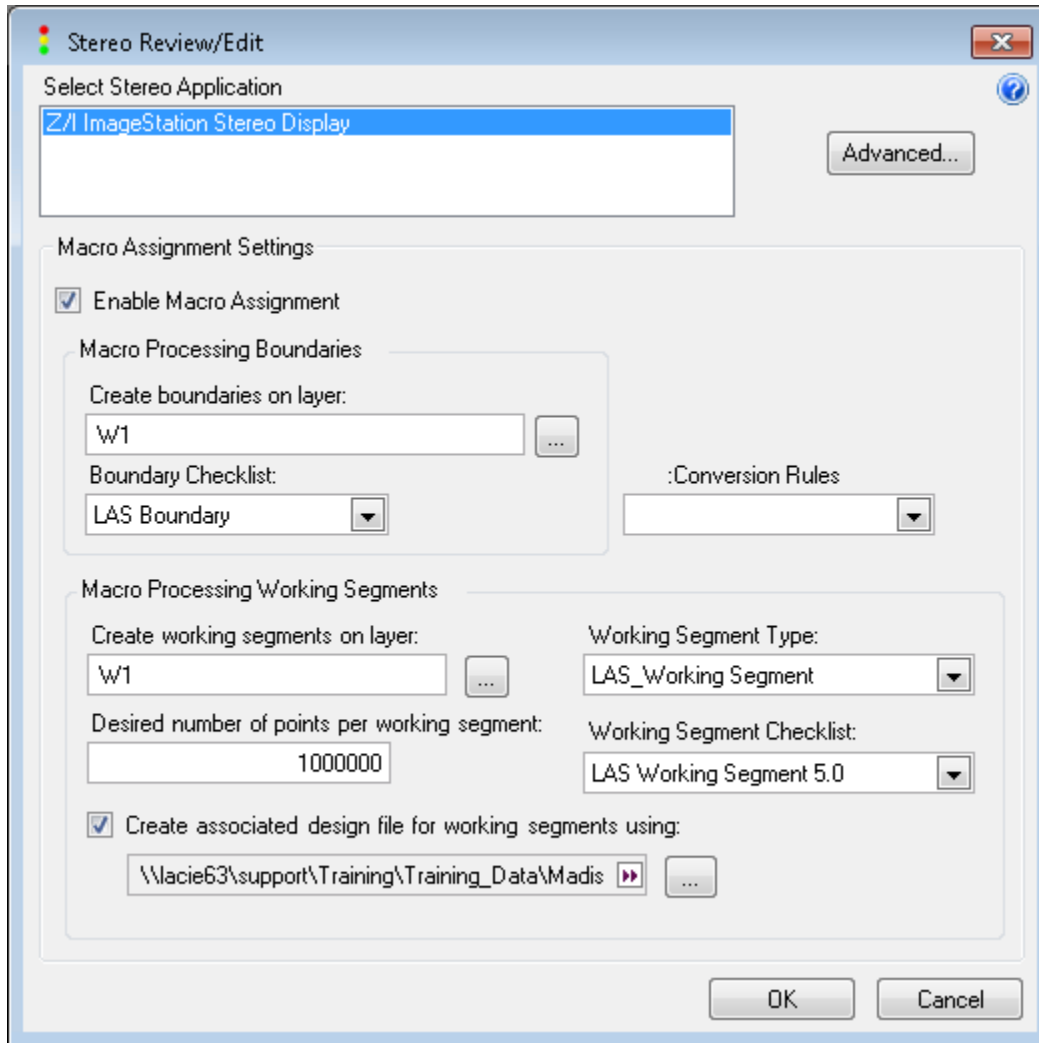 Stereo Review/Edit
Select Stereo Application
Z/I ImageStation Stereo Display
Advanced...
Macro Assignment Settings
Enable Macro Assignment
Macro Processing Boundaries
Create boundaries on layer:
W1
...
Boundary Checklist:
:Conversion Rules
LAS Boundary
Macro Processing Working Segments
Create working segments on layer:
Working Segment Type:
W1
...
LAS_Working Segment
Desired number of points per working segment:
Working Segment Checklist:
1000000
LAS Working Segment 5.0
Create associated design file for working segments using:
\\lacie63\support\Training\Training_Data\Madis
...
OK
Cancel